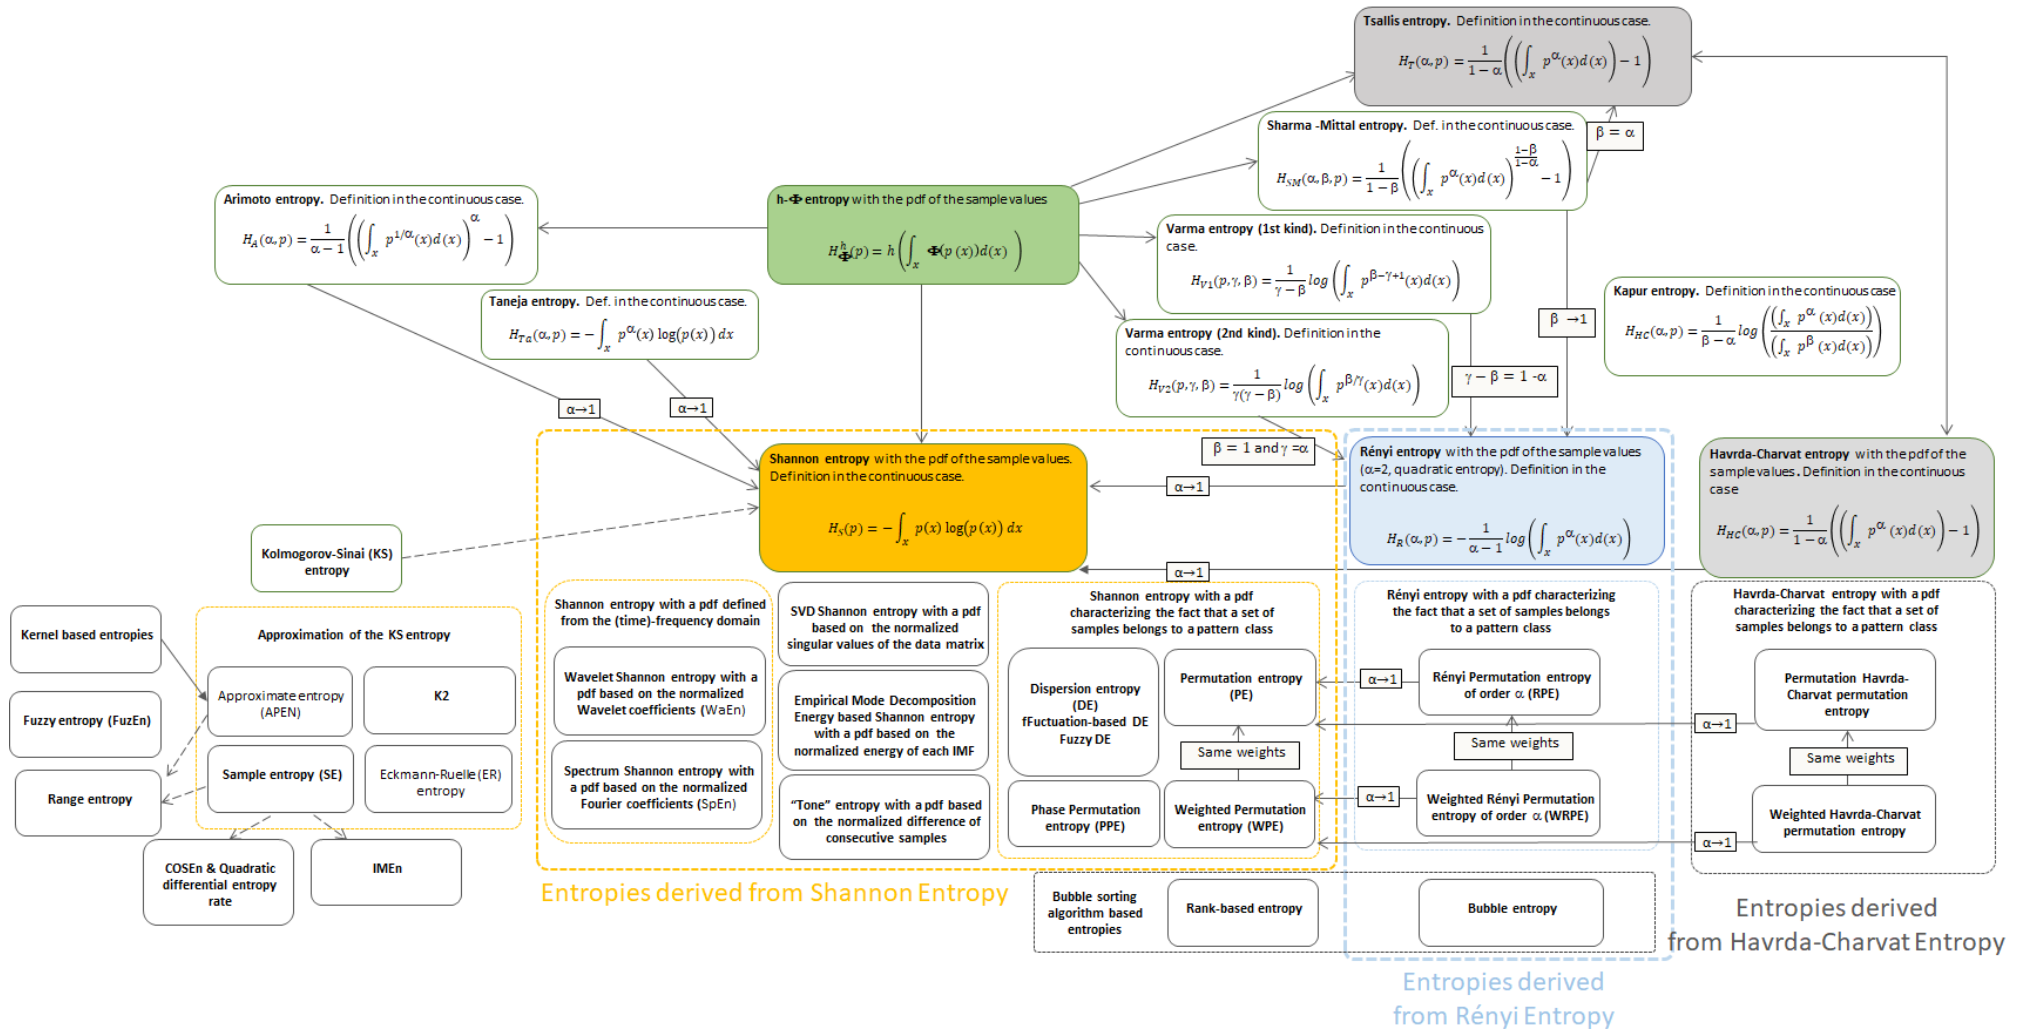 Tsallis entropy. Definition in the continuous case.
H_T(α,p) = 1/(1−α) ((∫_x p^α(x)d(x)) − 1)
Sharma -Mittal entropy. Def. in the continuous case.
H_SM(α,β,p) = 1/(1−β) ((∫_x p^α(x)d(x))^((1−β)/(1−α)) − 1)
β = α
Arimoto entropy. Definition in the continuous case.
H_A(α,p) = 1/(α−1) ((∫_x p^(1/α)(x)d(x))^α − 1)
h-Φ entropy with the pdf of the sample values
H^h_Φ(p) = h (∫_x Φ(p(x))d(x))
Varma entropy (1st kind). Definition in the continuous
case.
H_V1(p,γ,β) = 1/(γ−β) log (∫_x p^(β−γ+1)(x)d(x))
Taneja entropy. Def. in the continuous case.
H_Ta(α,p) = − ∫_x p^α(x) log(p(x)) dx
Varma entropy (2nd kind). Definition in the
continuous case.
H_V2(p,γ,β) = 1/(γ(γ−β)) log (∫_x p^(β/γ)(x)d(x))
Kapur entropy. Definition in the continuous case
H_HC(α,p) = 1/(β−α) log ((∫_x p^α(x)d(x)) / (∫_x p^β(x)d(x)))
β →1
γ − β = 1 -α
α→1
α→1
β = 1 and γ =α
Shannon entropy with the pdf of the sample values.
Definition in the continuous case.
H_S(p) = − ∫_x p(x) log(p(x)) dx
α→1
Rényi entropy with the pdf of the sample values
(α=2, quadratic entropy). Definition in the
continuous case.
H_R(α,p) = − 1/(α−1) log (∫_x p^α(x)d(x))
Havrda-Charvat entropy with the pdf of the
sample values. Definition in the continuous
case
H_HC(α,p) = 1/(1−α) ((∫_x p^α(x)d(x)) − 1)
α→1
Kolmogorov-Sinai (KS)
entropy
Kernel based entropies
Fuzzy entropy (FuzEn)
Range entropy
Approximation of the KS entropy
Approximate entropy
(APEN)
K2
Sample entropy (SE)
Eckmann-Ruelle (ER)
entropy
COSEn & Quadratic
differential entropy
rate
IMEn
Shannon entropy with a pdf defined
from the (time)-frequency domain
Wavelet Shannon entropy with a
pdf based on the normalized
Wavelet coefficients (WaEn)
Spectrum Shannon entropy with
a pdf based on the normalized
Fourier coefficients (SpEn)
SVD Shannon entropy with a pdf
based on the normalized
singular values of the data matrix
Empirical Mode Decomposition
Energy based Shannon entropy
with a pdf based on the
normalized energy of each IMF
“Tone” entropy with a pdf based
on the normalized difference of
consecutive samples
Shannon entropy with a pdf
characterizing the fact that a set of
samples belongs to a pattern class
Dispersion entropy
(DE)
fFuctuation-based DE
Fuzzy DE
Permutation entropy
(PE)
Same weights
Phase Permutation
entropy (PPE)
Weighted Permutation
entropy (WPE)
Rényi entropy with a pdf characterizing
the fact that a set of samples belongs
to a pattern class
α→1
Rényi Permutation entropy
of order α (RPE)
Same weights
α→1
Weighted Rényi Permutation
entropy of order α (WRPE)
Havrda-Charvat entropy with a pdf
characterizing the fact that a set of
samples belongs to a pattern class
Permutation Havrda-
Charvat permutation
entropy
α→1
Same weights
Weighted Havrda-Charvat
permutation entropy
α→1
Entropies derived from Shannon Entropy
Bubble sorting
algorithm based
entropies
Rank-based entropy
Bubble entropy
Entropies derived
from Havrda-Charvat Entropy
Entropies derived
from Rényi Entropy